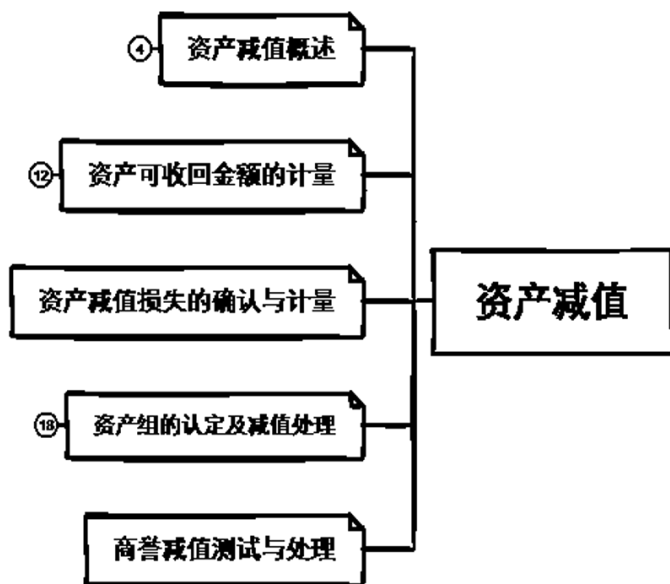 ④ 资产减值概述
⑫ 资产可收回金额的计量
资产减值损失的确认与计量
资产减值
⑱ 资产组的认定及减值处理
商誉减值测试与处理